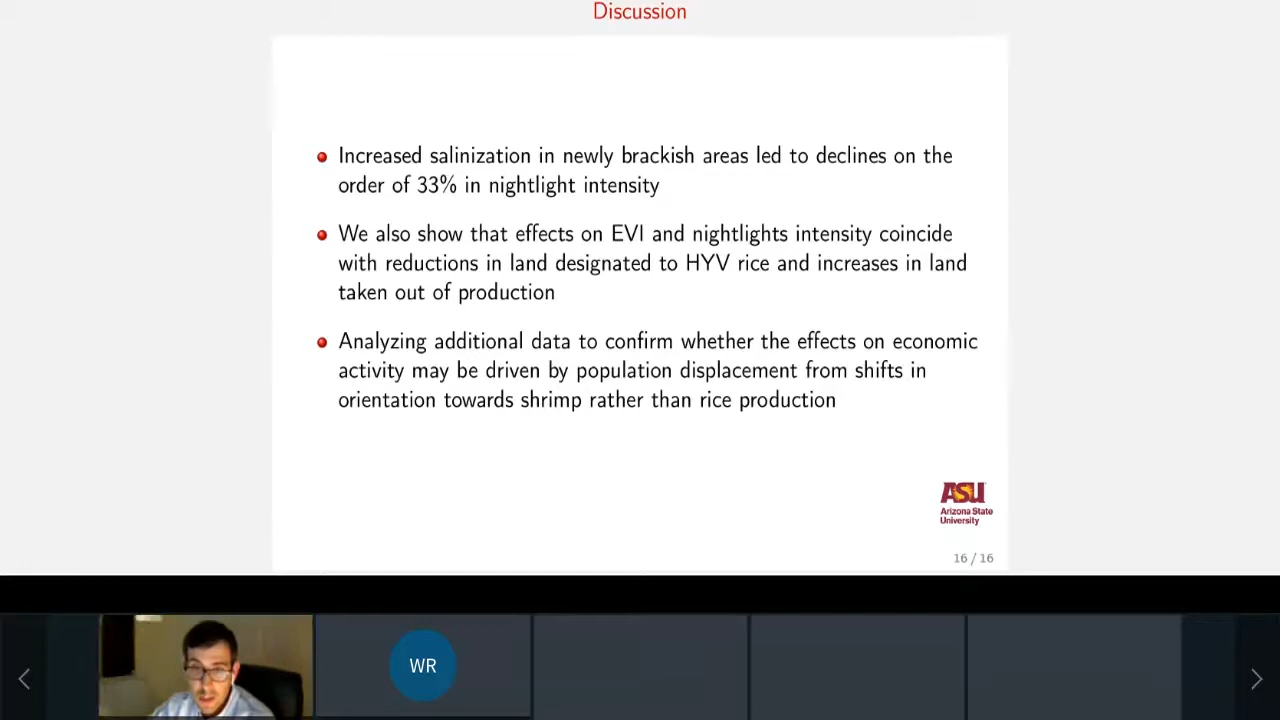 Discussion
Increased salinization in newly brackish areas led to declines on the
order of 33% in nightlight intensity
We also show that effects on EVI and nightlights intensity coincide
with reductions in land designated to HYV rice and increases in land
taken out of production
Analyzing additional data to confirm whether the effects on economic
activity may be driven by population displacement from shifts in
orientation towards shrimp rather than rice production
ASU
Arizona State
University
16 / 16
WR